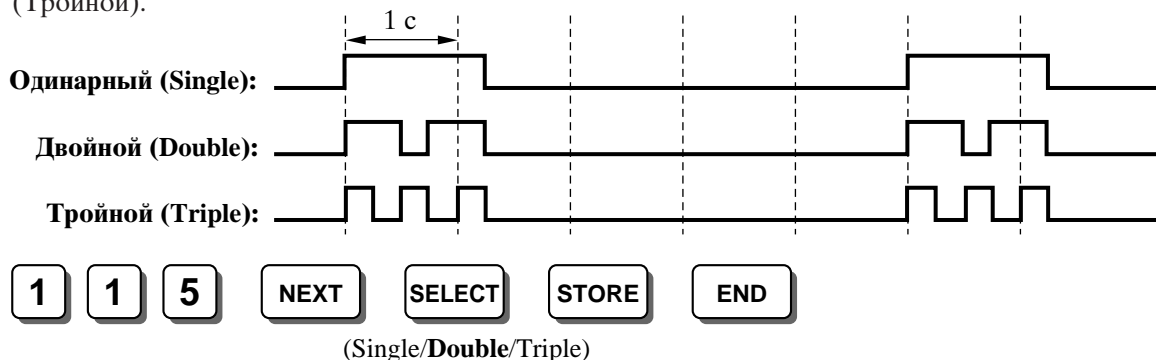 (Тройной).
1 с
Одинарный (Single):
Двойной (Double):
Тройной (Triple):
1 1 5 NEXT SELECT STORE END
(Single/Double/Triple)